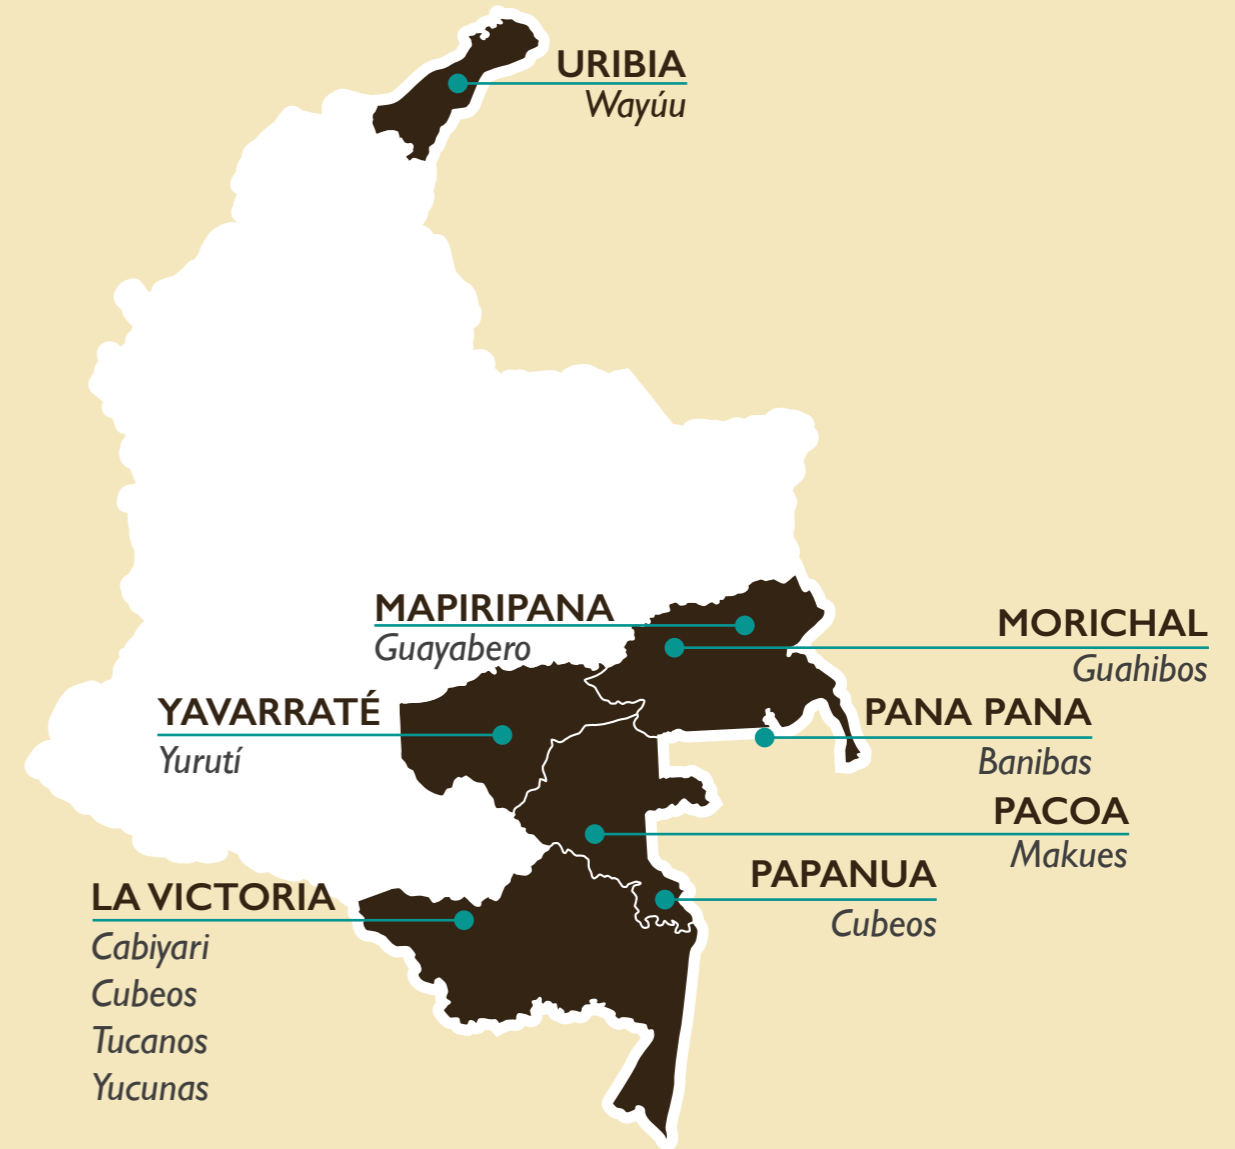 URIBIA
Wayúu
MAPIRIPANA
Guayabero
MORICHAL
Guahibos
YAVARRATÉ
Yurutí
PANA PANA
Banibas
PACOA
Makues
PAPANUA
Cubeos
LA VICTORIA
Cabiyari
Cubeos
Tucanos
Yucunas